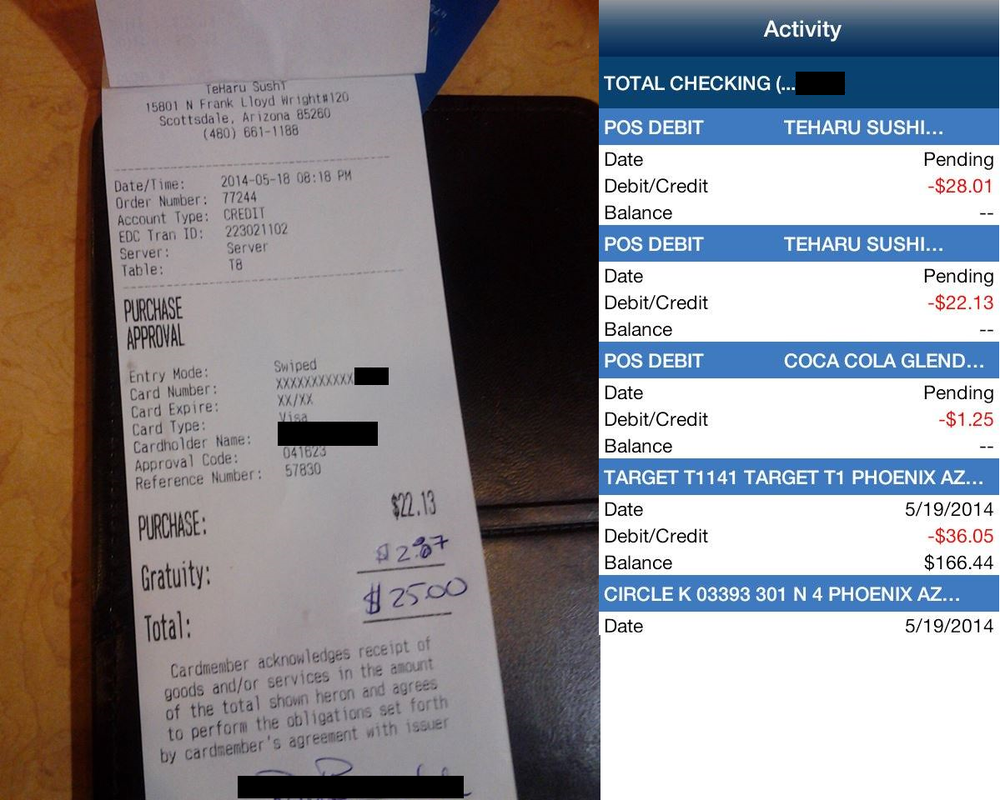 TeHaru Sushi
15801 N Frank Lloyd Wright#120
Scottsdale, Arizona 85260
(480) 661-1188
Date/Time: 2014-05-18 08:18 PM
Order Number: 77244
Account Type: CREDIT
EDC Tran ID: 223021102
Server: Server
Table: T8
PURCHASE
APPROVAL
Entry Mode: Swiped
Card Number: XXXXXXXXXXX
Card Expire: XX/XX
Card Type: Visa
Cardholder Name:
Approval Code: 041623
Reference Number: 57830
PURCHASE: $22.13
Gratuity: $2.87
Total: $25.00
Cardmember acknowledges receipt of
goods and/or services in the amount
of the total shown heron and agrees
to perform the obligations set forth
by cardmember's agreement with issuer
Activity
TOTAL CHECKING (...
POS DEBIT TEHARU SUSHI...
Date Pending
Debit/Credit -$28.01
Balance --
POS DEBIT TEHARU SUSHI...
Date Pending
Debit/Credit -$22.13
Balance --
POS DEBIT COCA COLA GLEND...
Date Pending
Debit/Credit -$1.25
Balance --
TARGET T1141 TARGET T1 PHOENIX AZ...
Date 5/19/2014
Debit/Credit -$36.05
Balance $166.44
CIRCLE K 03393 301 N 4 PHOENIX AZ...
Date 5/19/2014